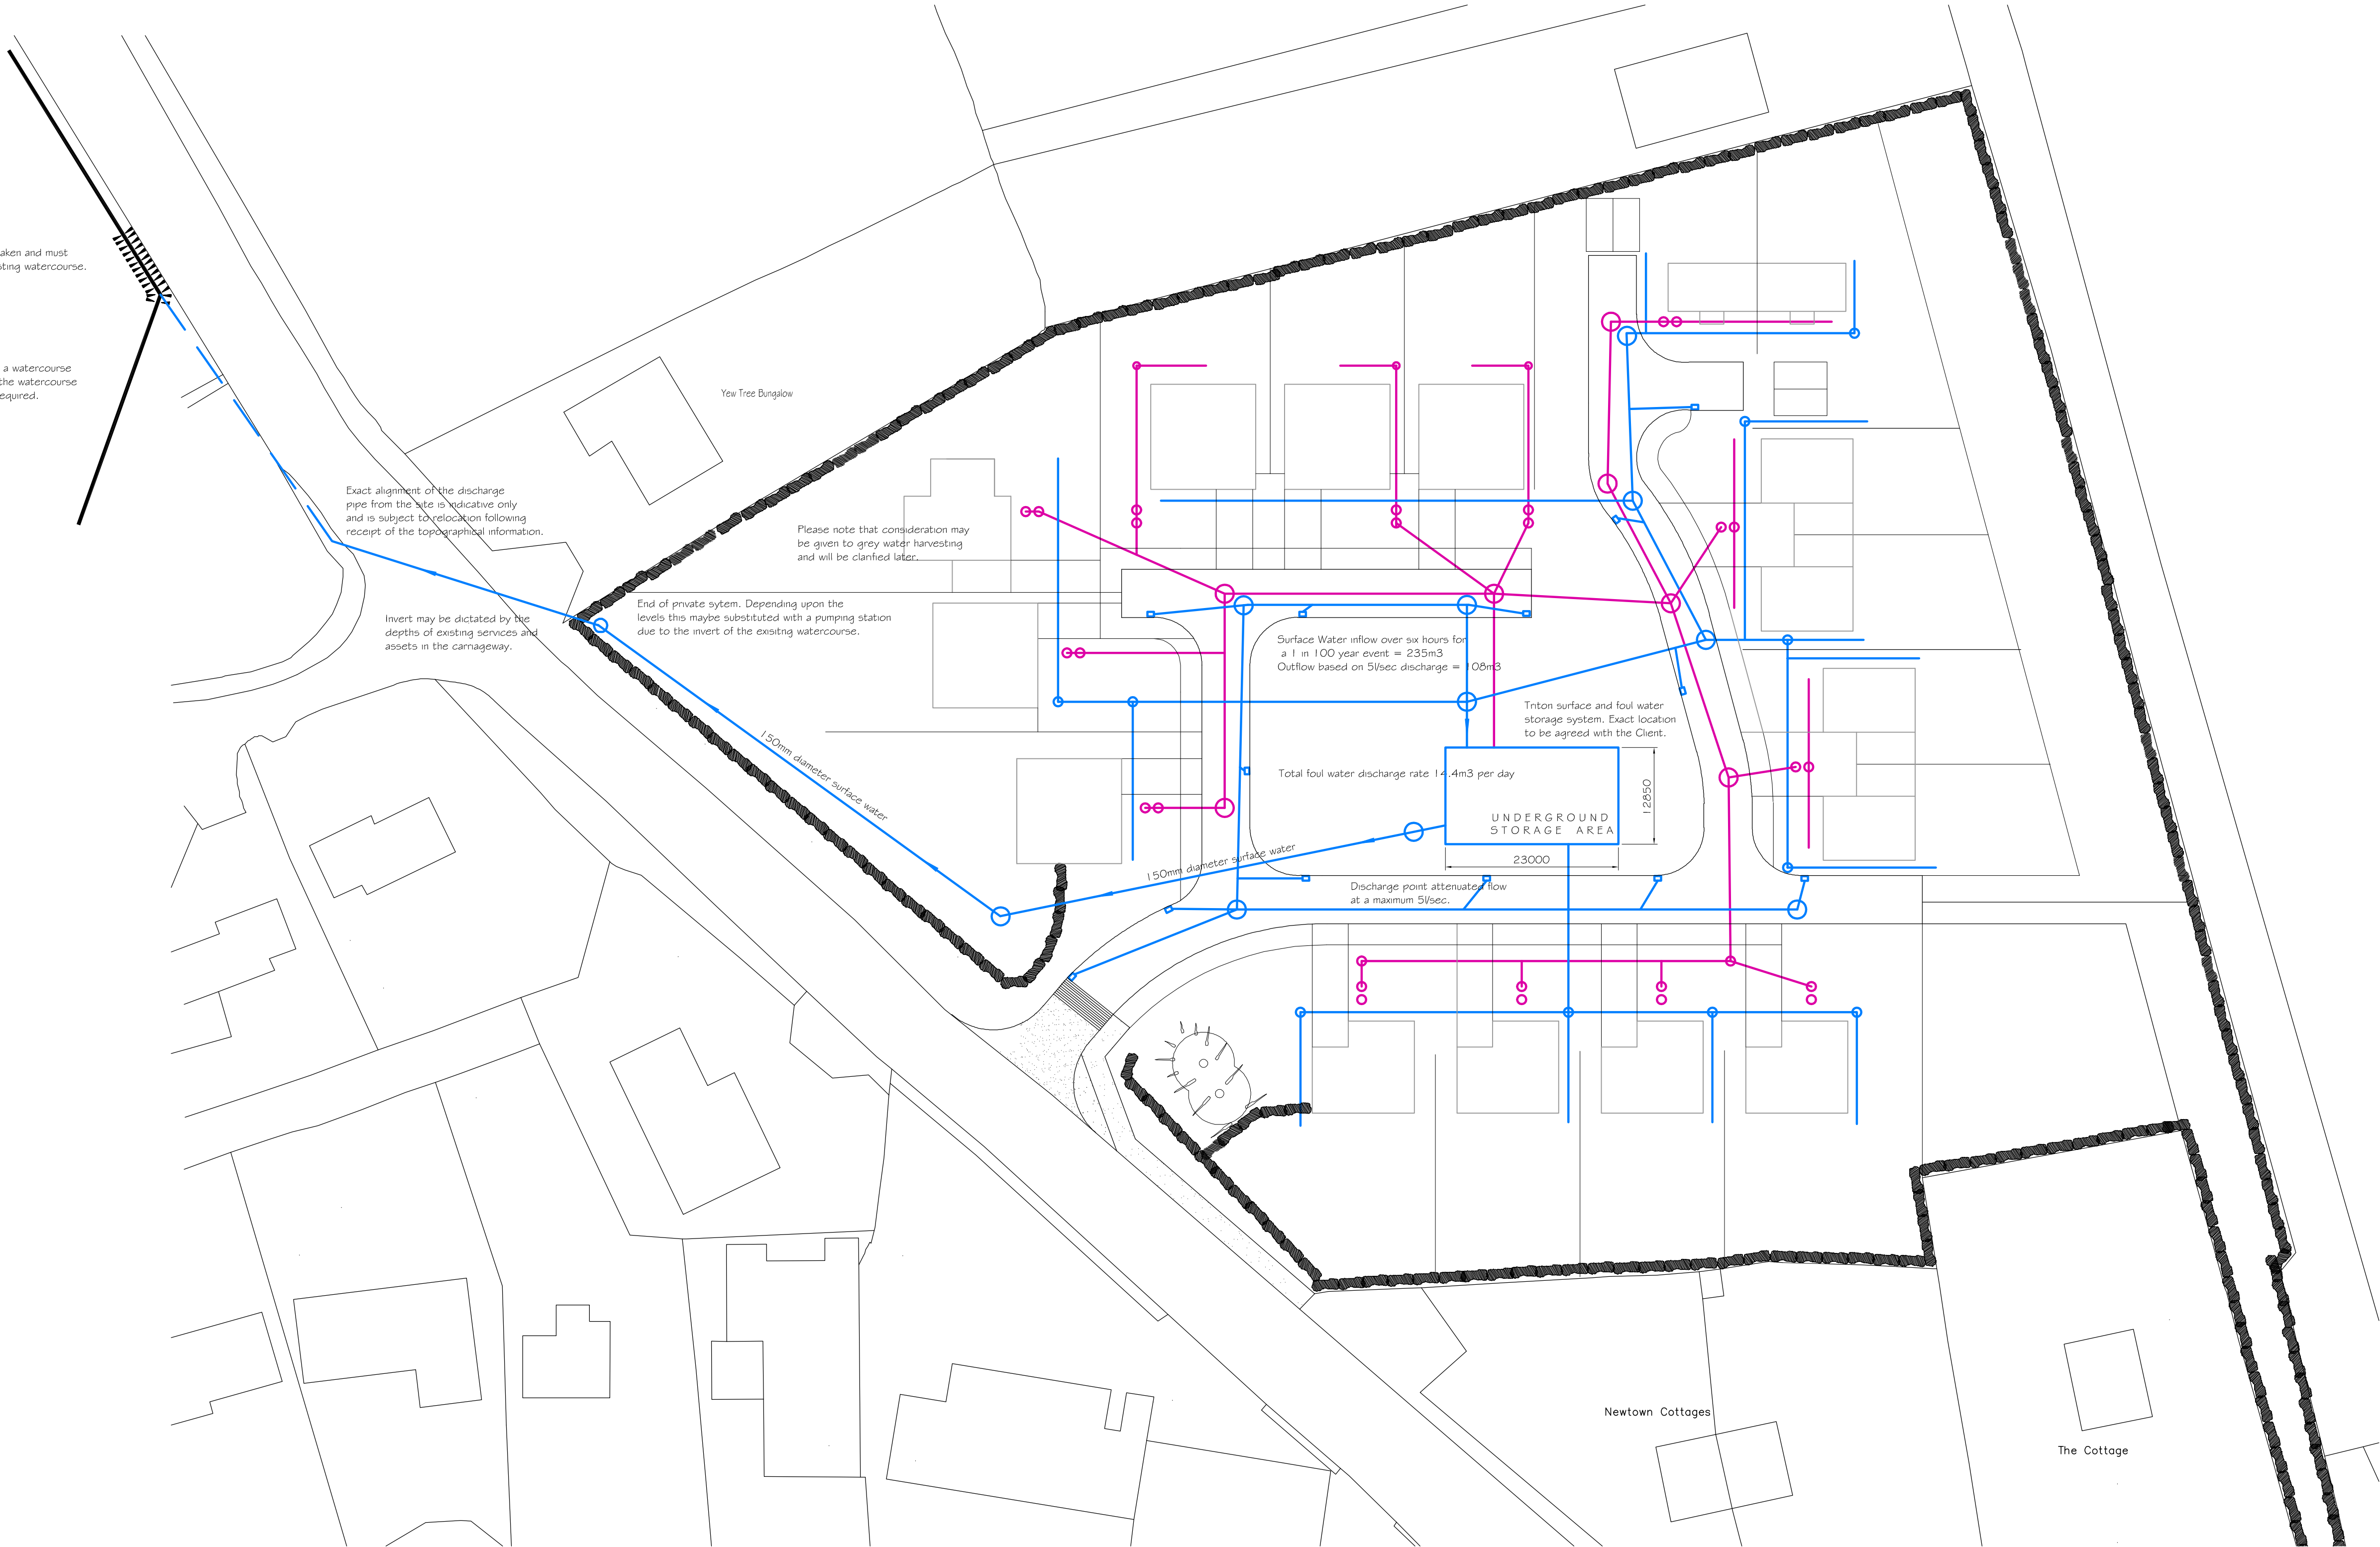 aken and must
sting watercourse.
a watercourse
the watercourse
equired.
Yew Tree Bungalow
Exact alignment of the discharge
pipe from the site is indicative only
and is subject to relocation following
receipt of the topographical information.
Please note that consideration may
be given to grey water harvesting
and will be clarified later.
Invert may be dictated by the
depths of existing services and
assets in the carriageway.
End of private sytem. Depending upon the
levels this maybe substituted with a pumping station
due to the invert of the exisiting watercourse.
Surface Water inflow over six hours for
a 1 in 100 year event = 235m3
Outflow based on 5l/sec discharge = 108m3
Triton surface and foul water
storage system. Exact location
to be agreed with the Client.
150mm diameter surface water
Total foul water discharge rate 14.4m3 per day
12850
UNDERGROUND
STORAGE AREA
23000
150mm diameter surface water
Discharge point attenuated flow
at a maximum 5l/sec.
Newtown Cottages
The Cottage